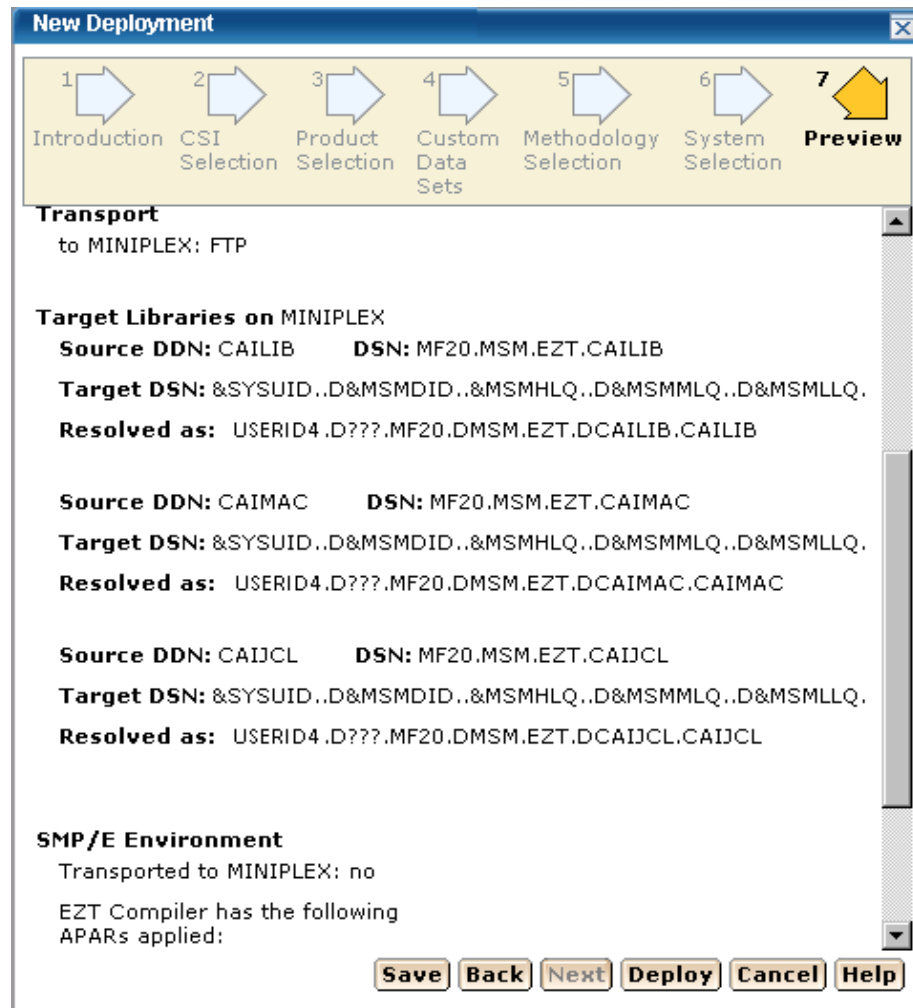 New Deployment
1 2 3 4 5 6 7
Introduction CSI Selection Product Selection Custom Data Sets Methodology Selection System Selection Preview
Transport
to MINIPLEX: FTP
Target Libraries on MINIPLEX
Source DDN: CAILIB DSN: MF20.MSM.EZT.CAILIB
Target DSN: &SYSUID..D&MSMDID..&MSMHLQ..D&MSMMLQ..D&MSMLLQ.
Resolved as: USERID4.D???.MF20.DMSM.EZT.DCAILIB.CAILIB
Source DDN: CAIMAC DSN: MF20.MSM.EZT.CAIMAC
Target DSN: &SYSUID..D&MSMDID..&MSMHLQ..D&MSMMLQ..D&MSMLLQ.
Resolved as: USERID4.D???.MF20.DMSM.EZT.DCAIMAC.CAIMAC
Source DDN: CAIJCL DSN: MF20.MSM.EZT.CAIJCL
Target DSN: &SYSUID..D&MSMDID..&MSMHLQ..D&MSMMLQ..D&MSMLLQ.
Resolved as: USERID4.D???.MF20.DMSM.EZT.DCAIJCL.CAIJCL
SMP/E Environment
Transported to MINIPLEX: no
EZT Compiler has the following
APARs applied:
Save Back Next Deploy Cancel Help